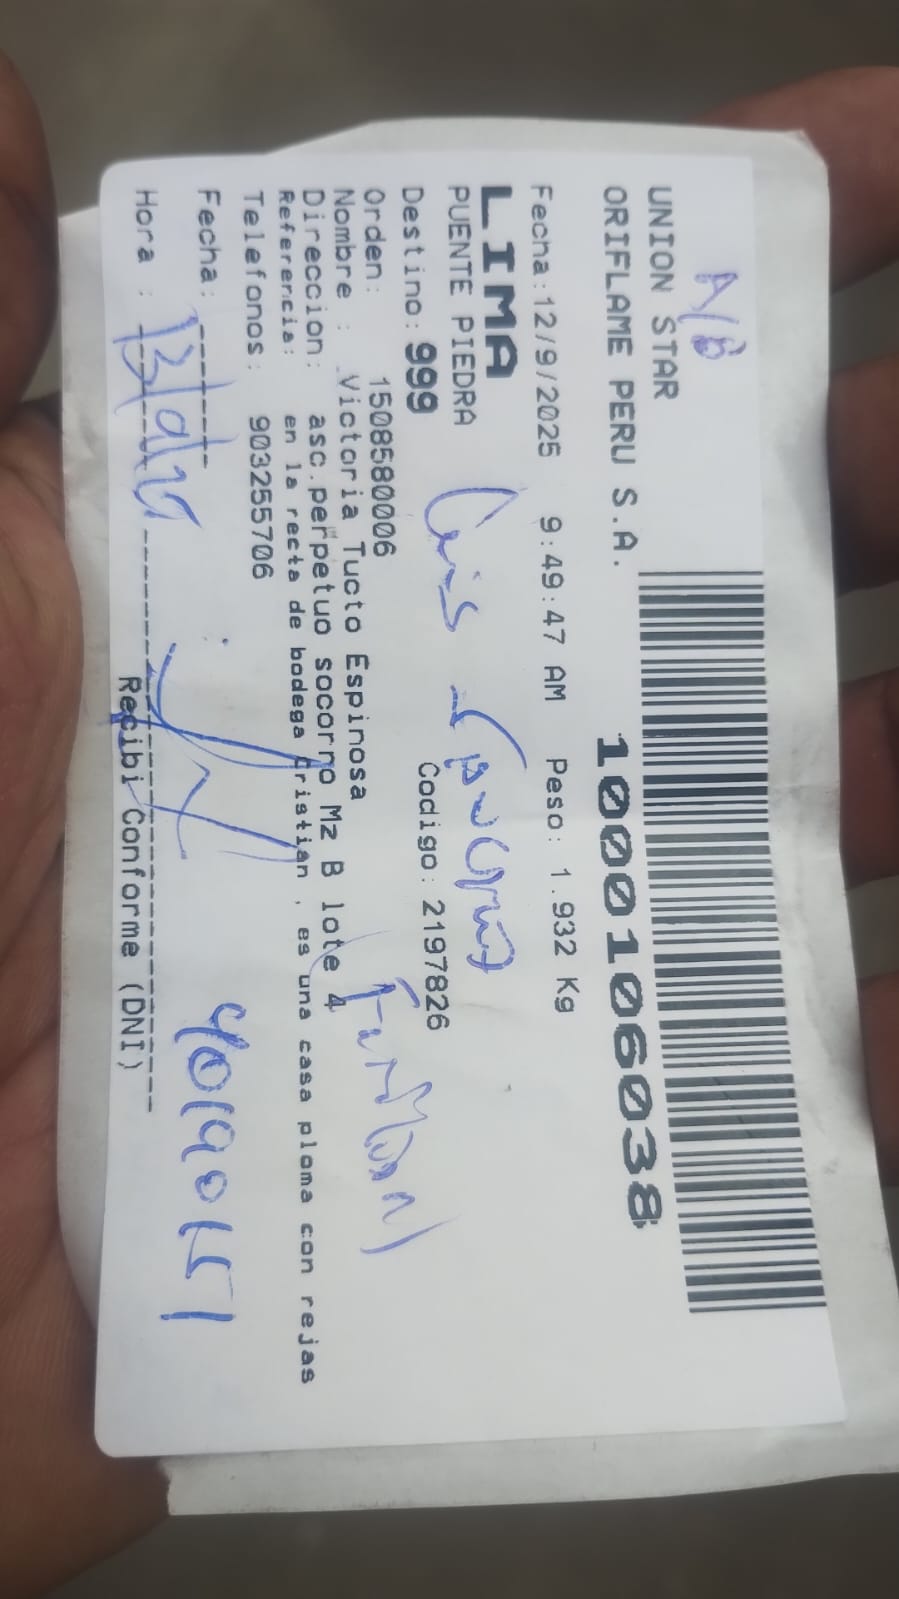 A/B
UNION STAR
ORIFLAME PERU S.A.
1000106038
Fecha:12/9/2025 9:49:47 AM Peso: 1.932 Kg
LIMA
PUENTE PIEDRA
Destino: 999 Codigo: 2197826
Orden: 1508580006
Nombre : Victoria Tucto Espinosa
Direccion: asc.perpetuo socorro Mz B lote 4
Referencia: en la recta de bodega cristian , es una casa ploma con rejas
Telefonos: 903255706
Fecha:
Hora :
Recibi Conforme (DNI)